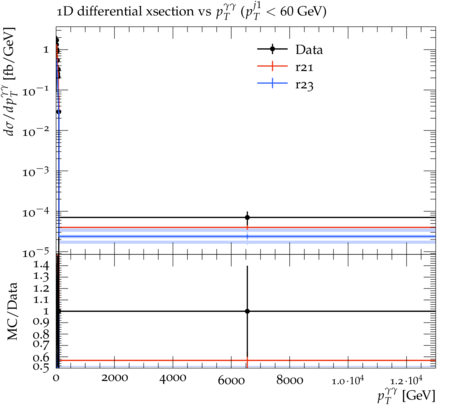 1D differential xsection vs p_T^{γγ} (p_T^{j1} < 60 GeV)
dσ/dp_T^{γγ} [fb/GeV]
Data
r21
r23
1
10^{−1}
10^{−2}
10^{−3}
10^{−4}
10^{−5}
MC/Data
1.4
1.3
1.2
1.1
1
0.9
0.8
0.7
0.6
0.5
0 2000 4000 6000 8000 1.0·10^4 1.2·10^4
p_T^{γγ} [GeV]